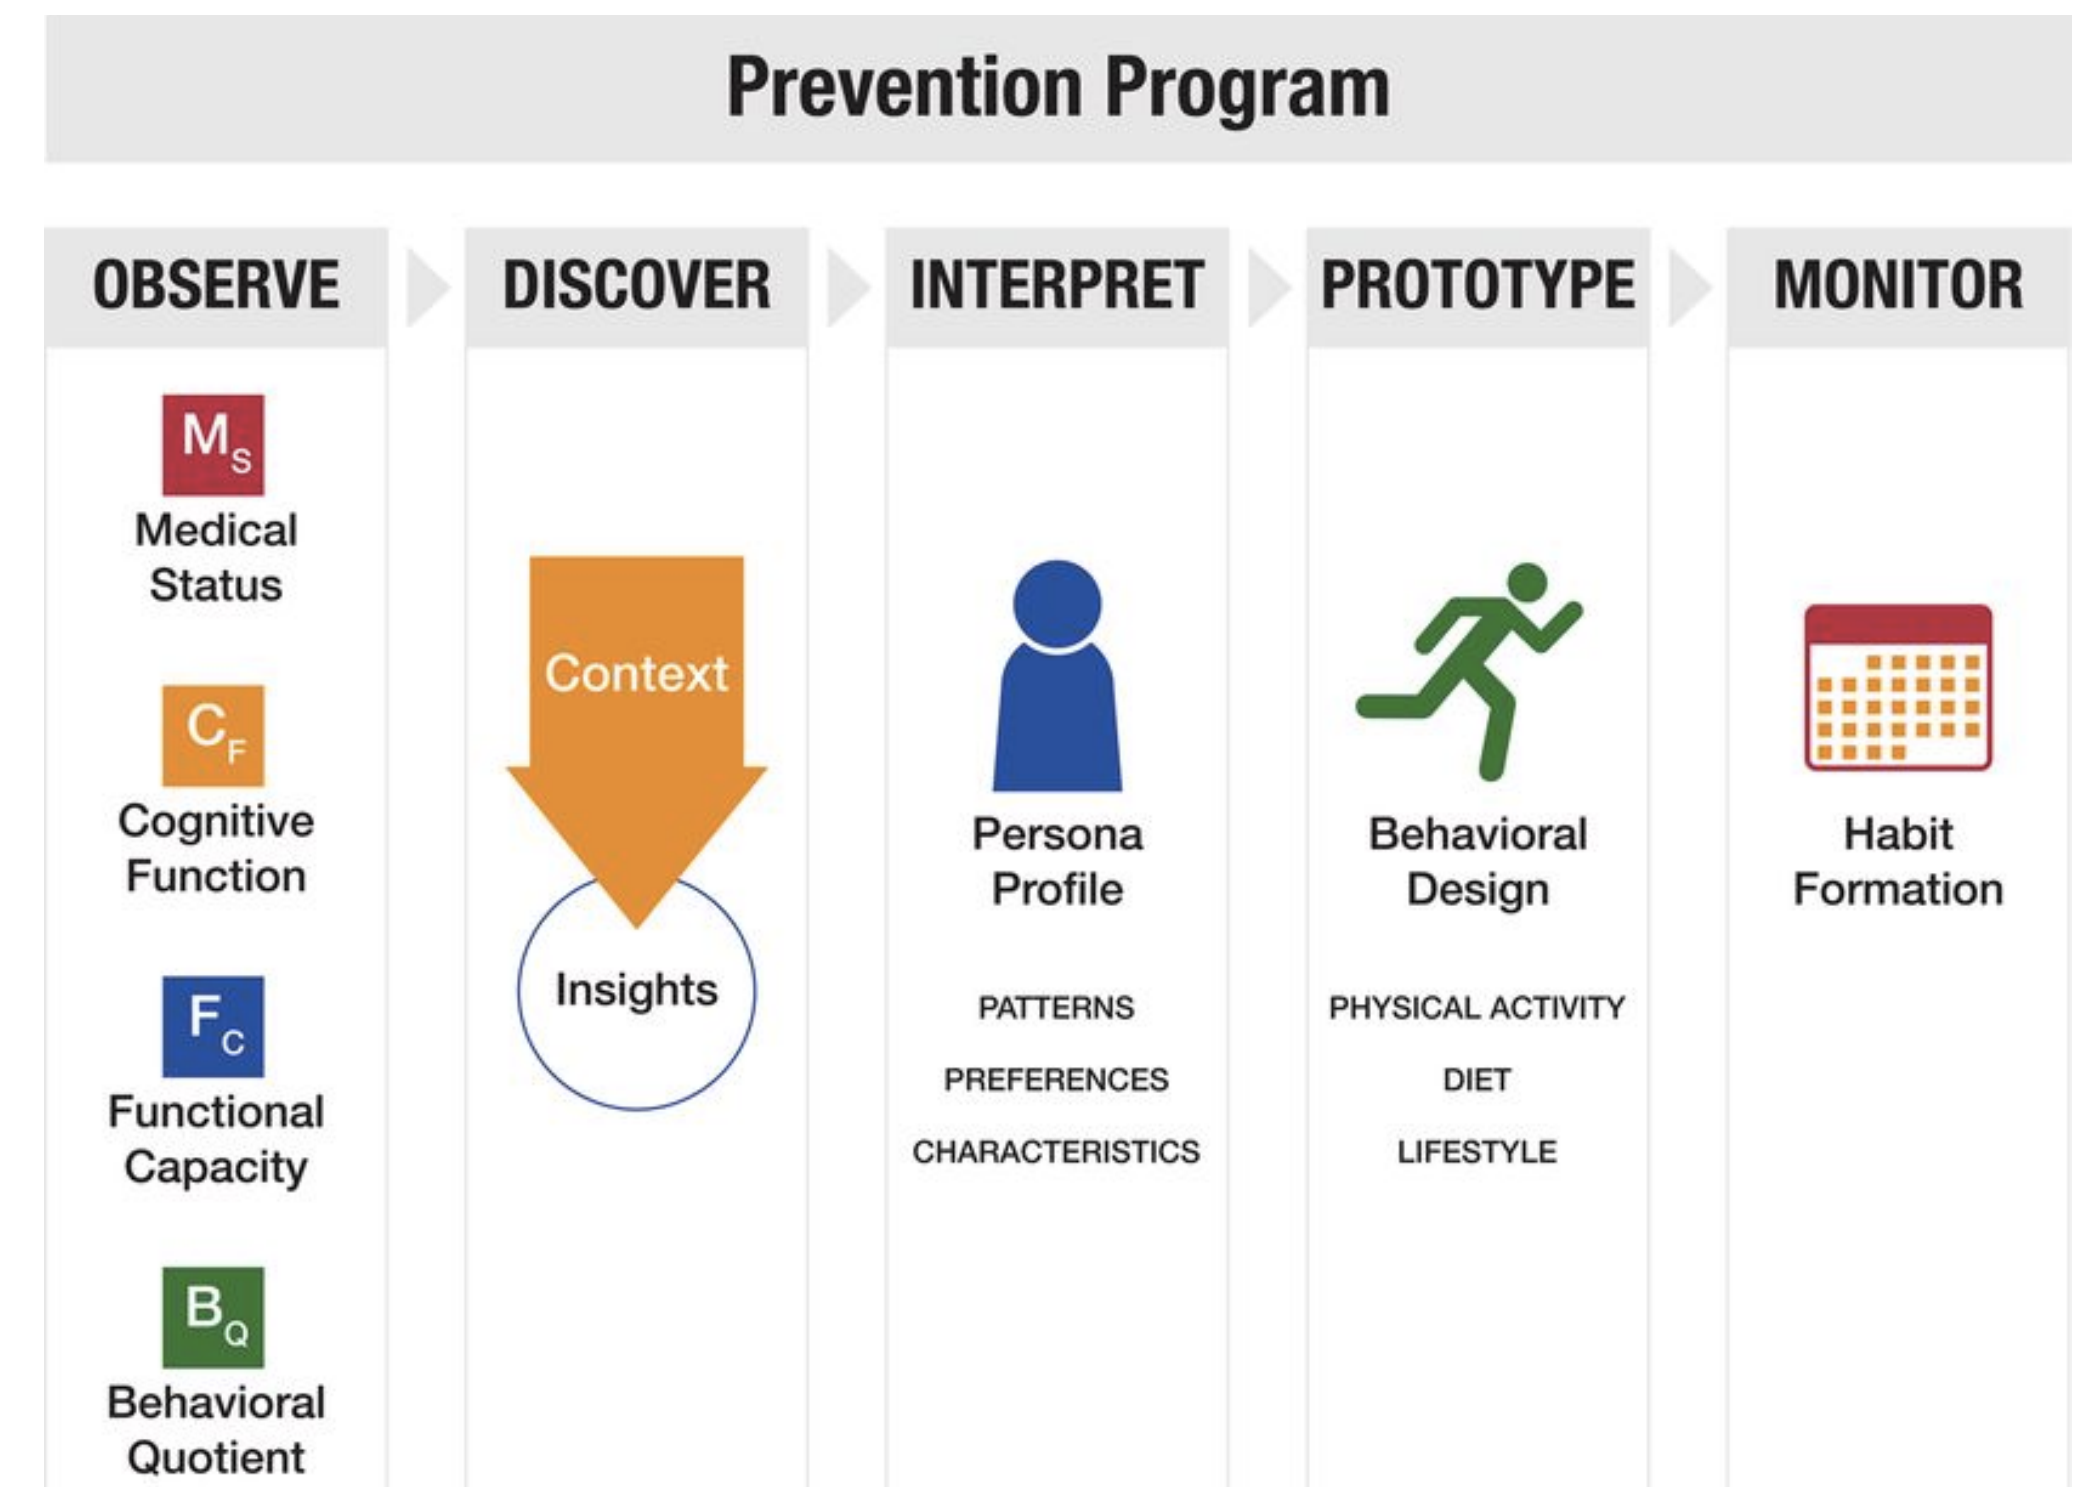 Prevention Program
OBSERVE
MS
Medical
Status
CF
Cognitive
Function
FC
Functional
Capacity
BQ
Behavioral
Quotient
DISCOVER
Context
Insights
INTERPRET
Persona
Profile
PATTERNS
PREFERENCES
CHARACTERISTICS
PROTOTYPE
Behavioral
Design
PHYSICAL ACTIVITY
DIET
LIFESTYLE
MONITOR
Habit
Formation